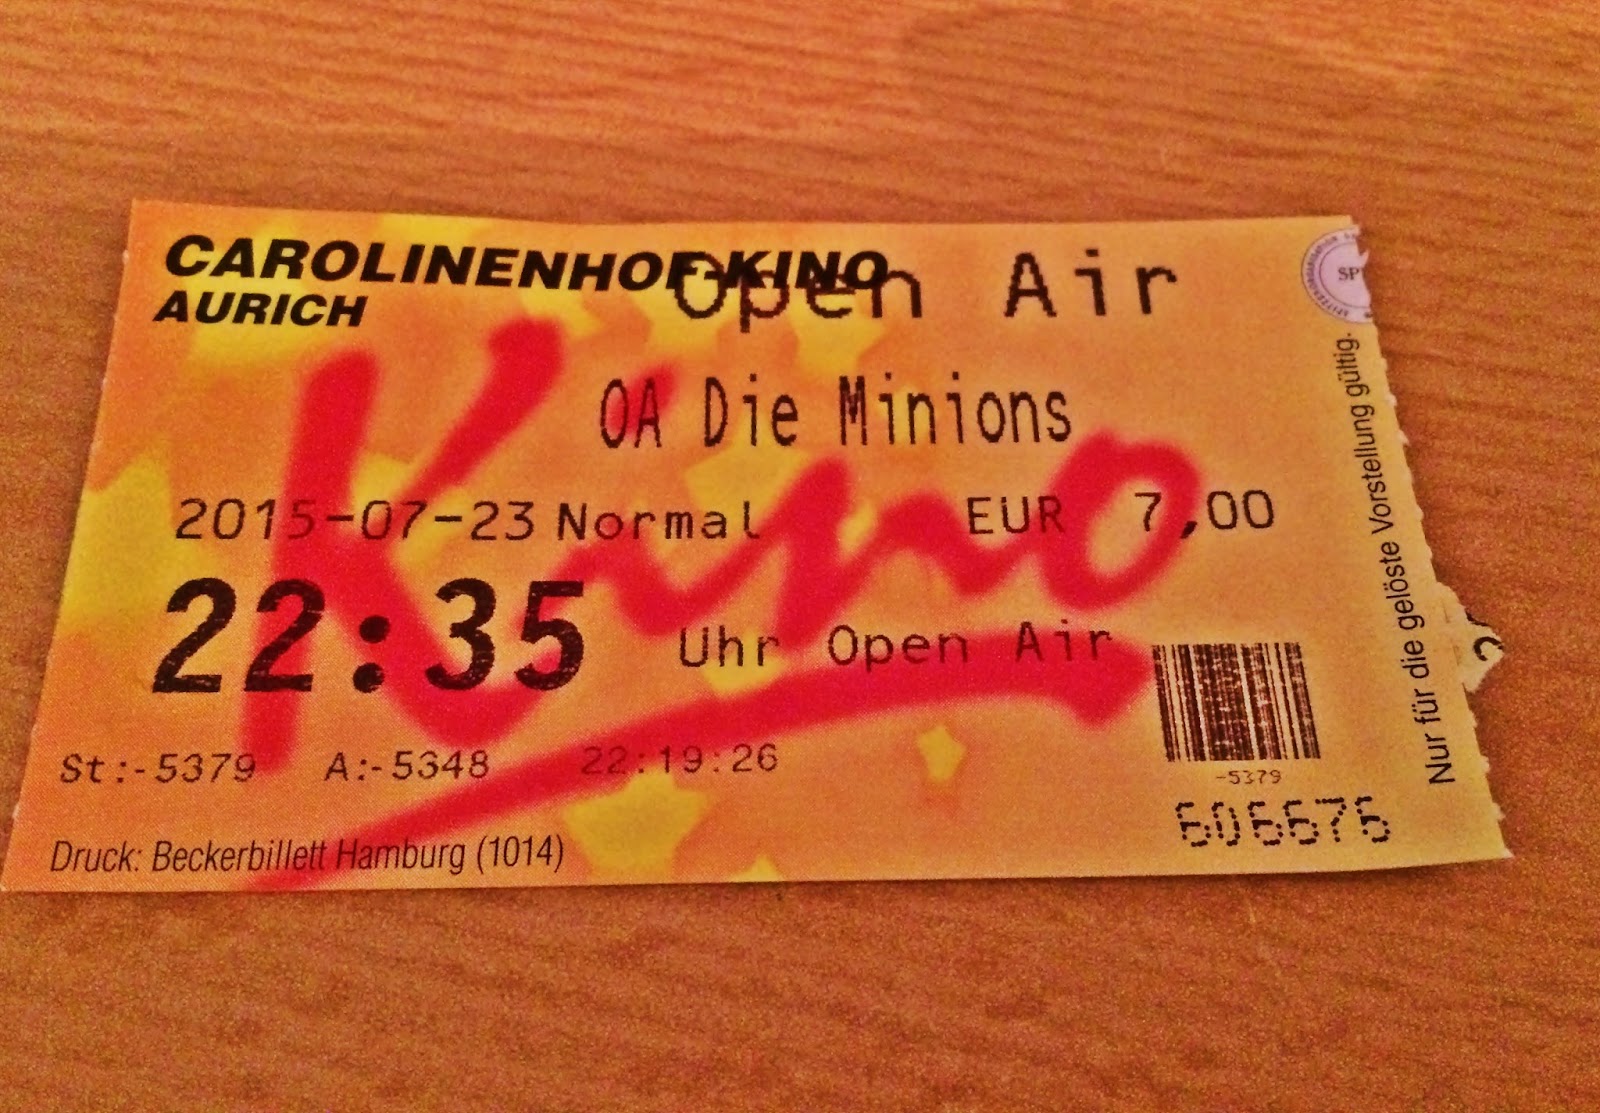 CAROLINENHOF-KINO
AURICH
Open Air
Kino
OA Die Minions
2015-07-23 Normal EUR 7,00
22:35 Uhr Open Air
St:-5379 A:-5348 22:19:26
-5379
606676
Druck: Beckerbillett Hamburg (1014)
Nur für die gelöste Vorstellung gültig.
SP